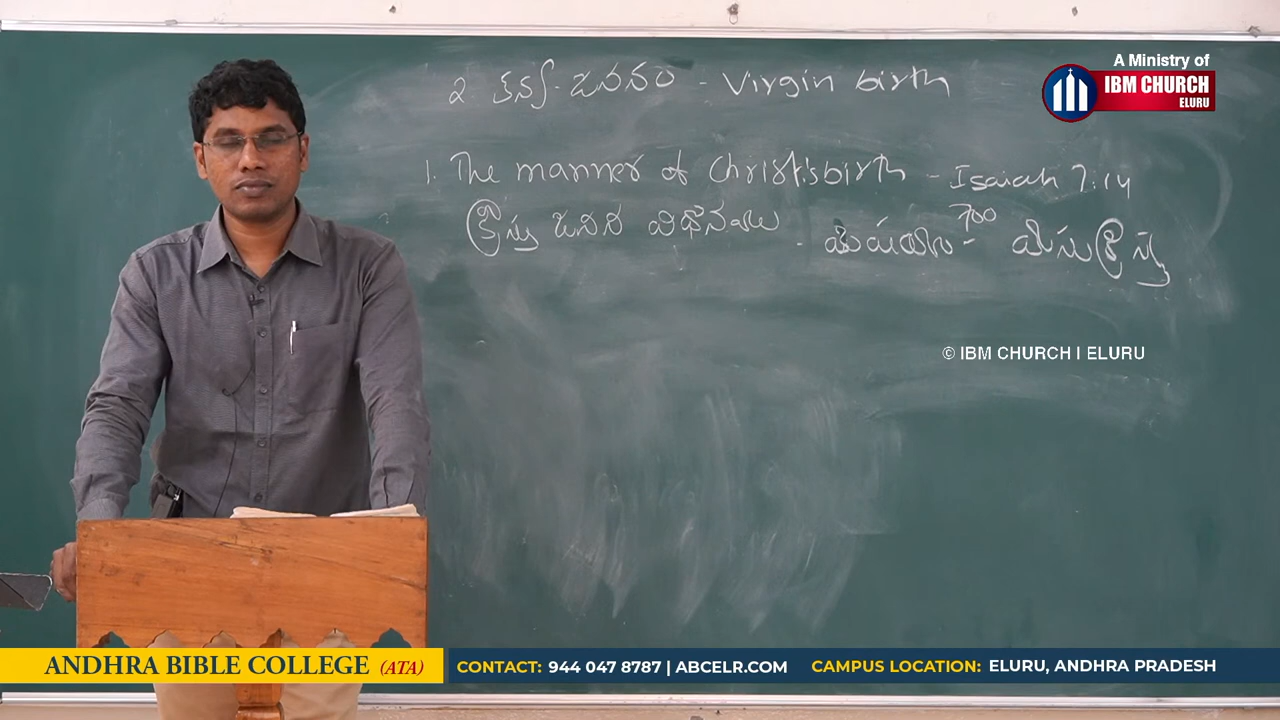 A Ministry of
IBM CHURCH
ELURU
2 కన్య జననం - Virgin birth
1. The manner of Christ's birth - Isaiah 7:14
క్రీస్తు జనన విధానము - యెషయా - 700 యేసుక్రీస్తు
© IBM CHURCH I ELURU
ANDHRA BIBLE COLLEGE (ATA)
CONTACT: 944 047 8787 | ABCELR.COM CAMPUS LOCATION: ELURU, ANDHRA PRADESH